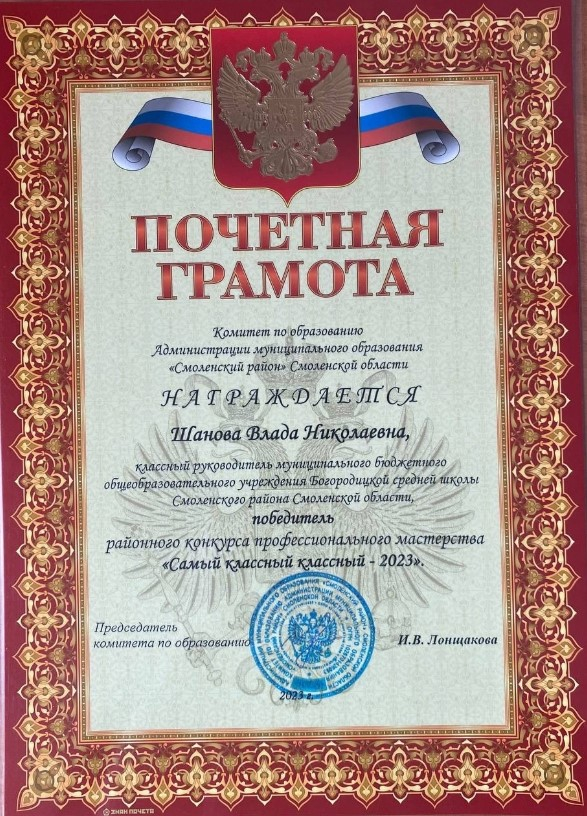 ПОЧЕТНАЯ
ГРАМОТА
Комитет по образованию
Администрации муниципального образования
«Смоленский район» Смоленской области
НАГРАЖДАЕТСЯ
Шанова Влада Николаевна,
классный руководитель муниципального бюджетного
общеобразовательного учреждения Богородицкой средней школы
Смоленского района Смоленской области,
победитель
районного конкурса профессионального мастерства
«Самый классный классный - 2023».
Председатель
комитета по образованию
И.В. Лонщакова
2023 г.
ЗНАК ПОЧЕТА